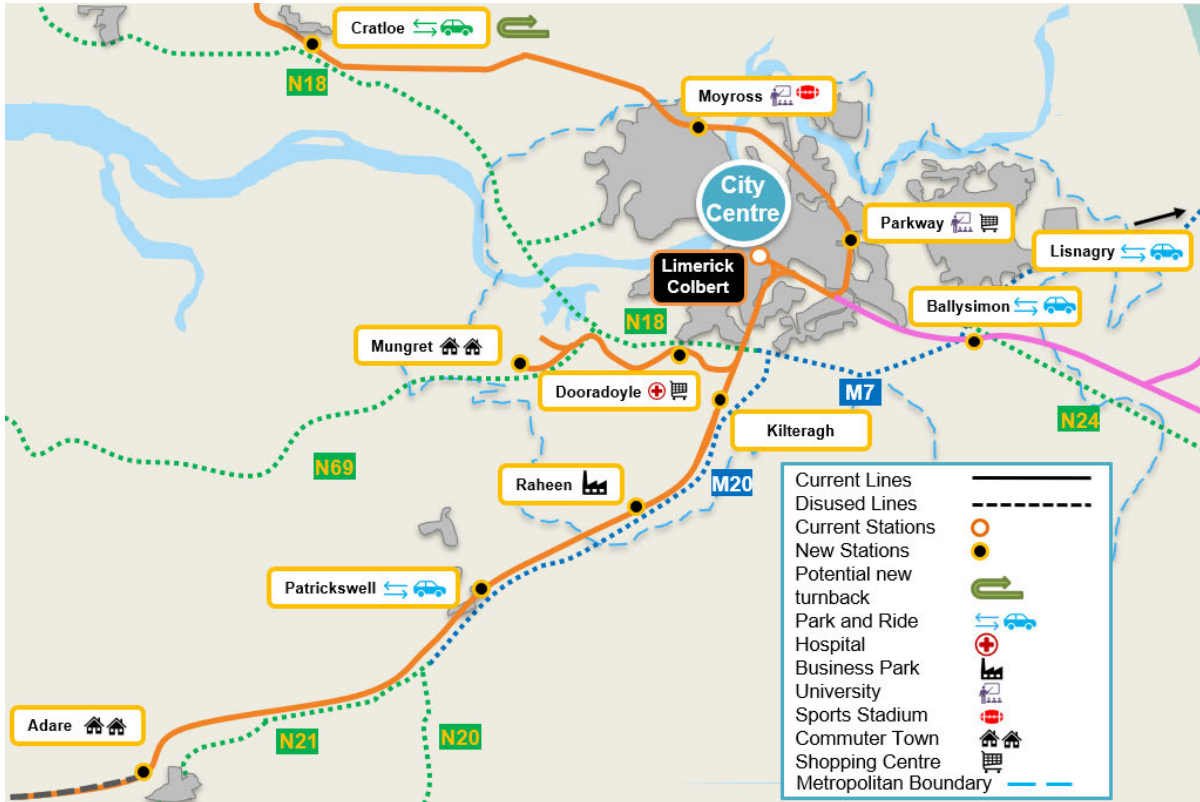 Cratloe
N18
Moyross
City
Centre
Parkway
Lisnagry
Limerick
Colbert
Ballysimon
N18
Mungret
Dooradoyle
M7
Kilteragh
N24
N69
Raheen
M20
Patrickswell
Adare
N21
N20
Current Lines
Disused Lines
Current Stations
New Stations
Potential new
turnback
Park and Ride
Hospital
Business Park
University
Sports Stadium
Commuter Town
Shopping Centre
Metropolitan Boundary